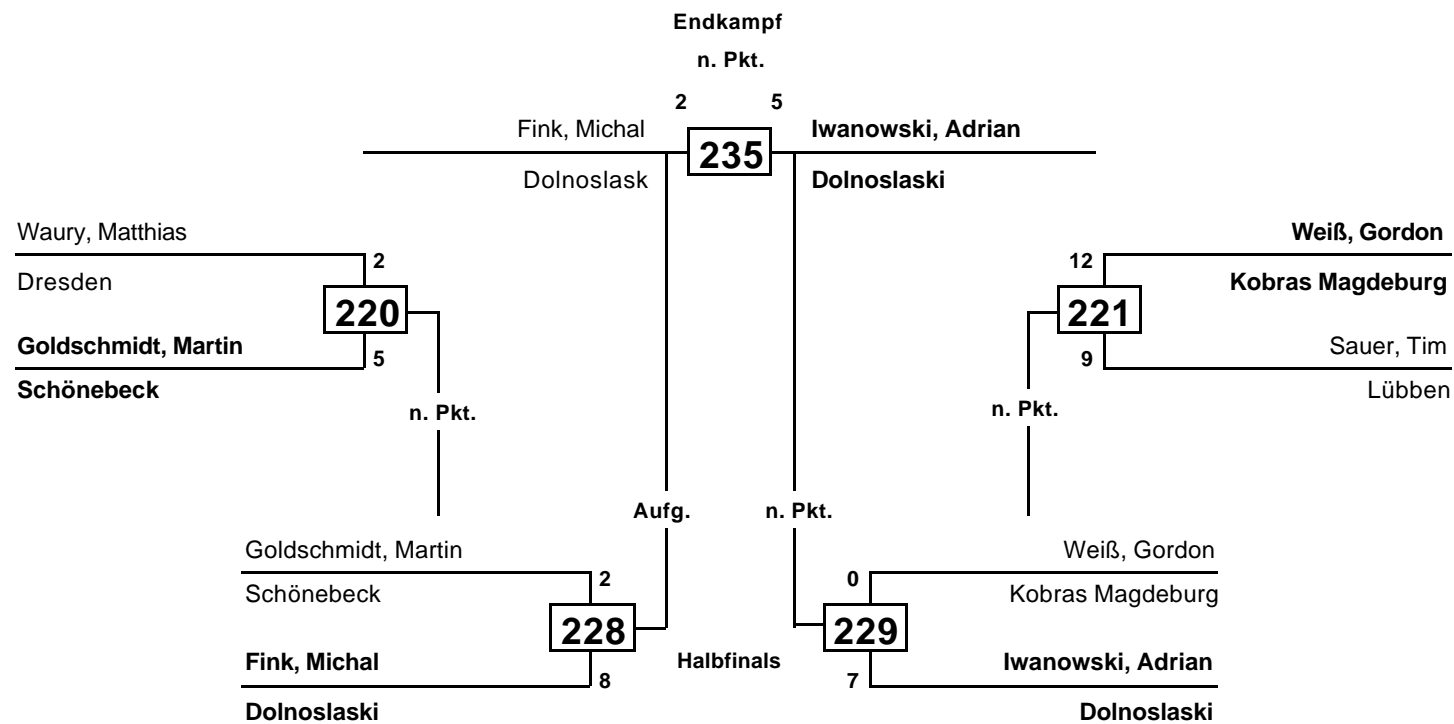 Endkampf
n. Pkt.
2 5
Fink, Michal 235 Iwanowski, Adrian
Dolnoslask Dolnoslaski
Waury, Matthias
2
Dresden
220
Goldschmidt, Martin
5
Schönebeck
n. Pkt.
Weiß, Gordon
12
Kobras Magdeburg
221
Sauer, Tim
9
Lübben
n. Pkt.
Aufg. n. Pkt.
Goldschmidt, Martin
2
Schönebeck
228
Fink, Michal
8
Dolnoslaski
Halbfinals
Weiß, Gordon
0
Kobras Magdeburg
229
Iwanowski, Adrian
7
Dolnoslaski